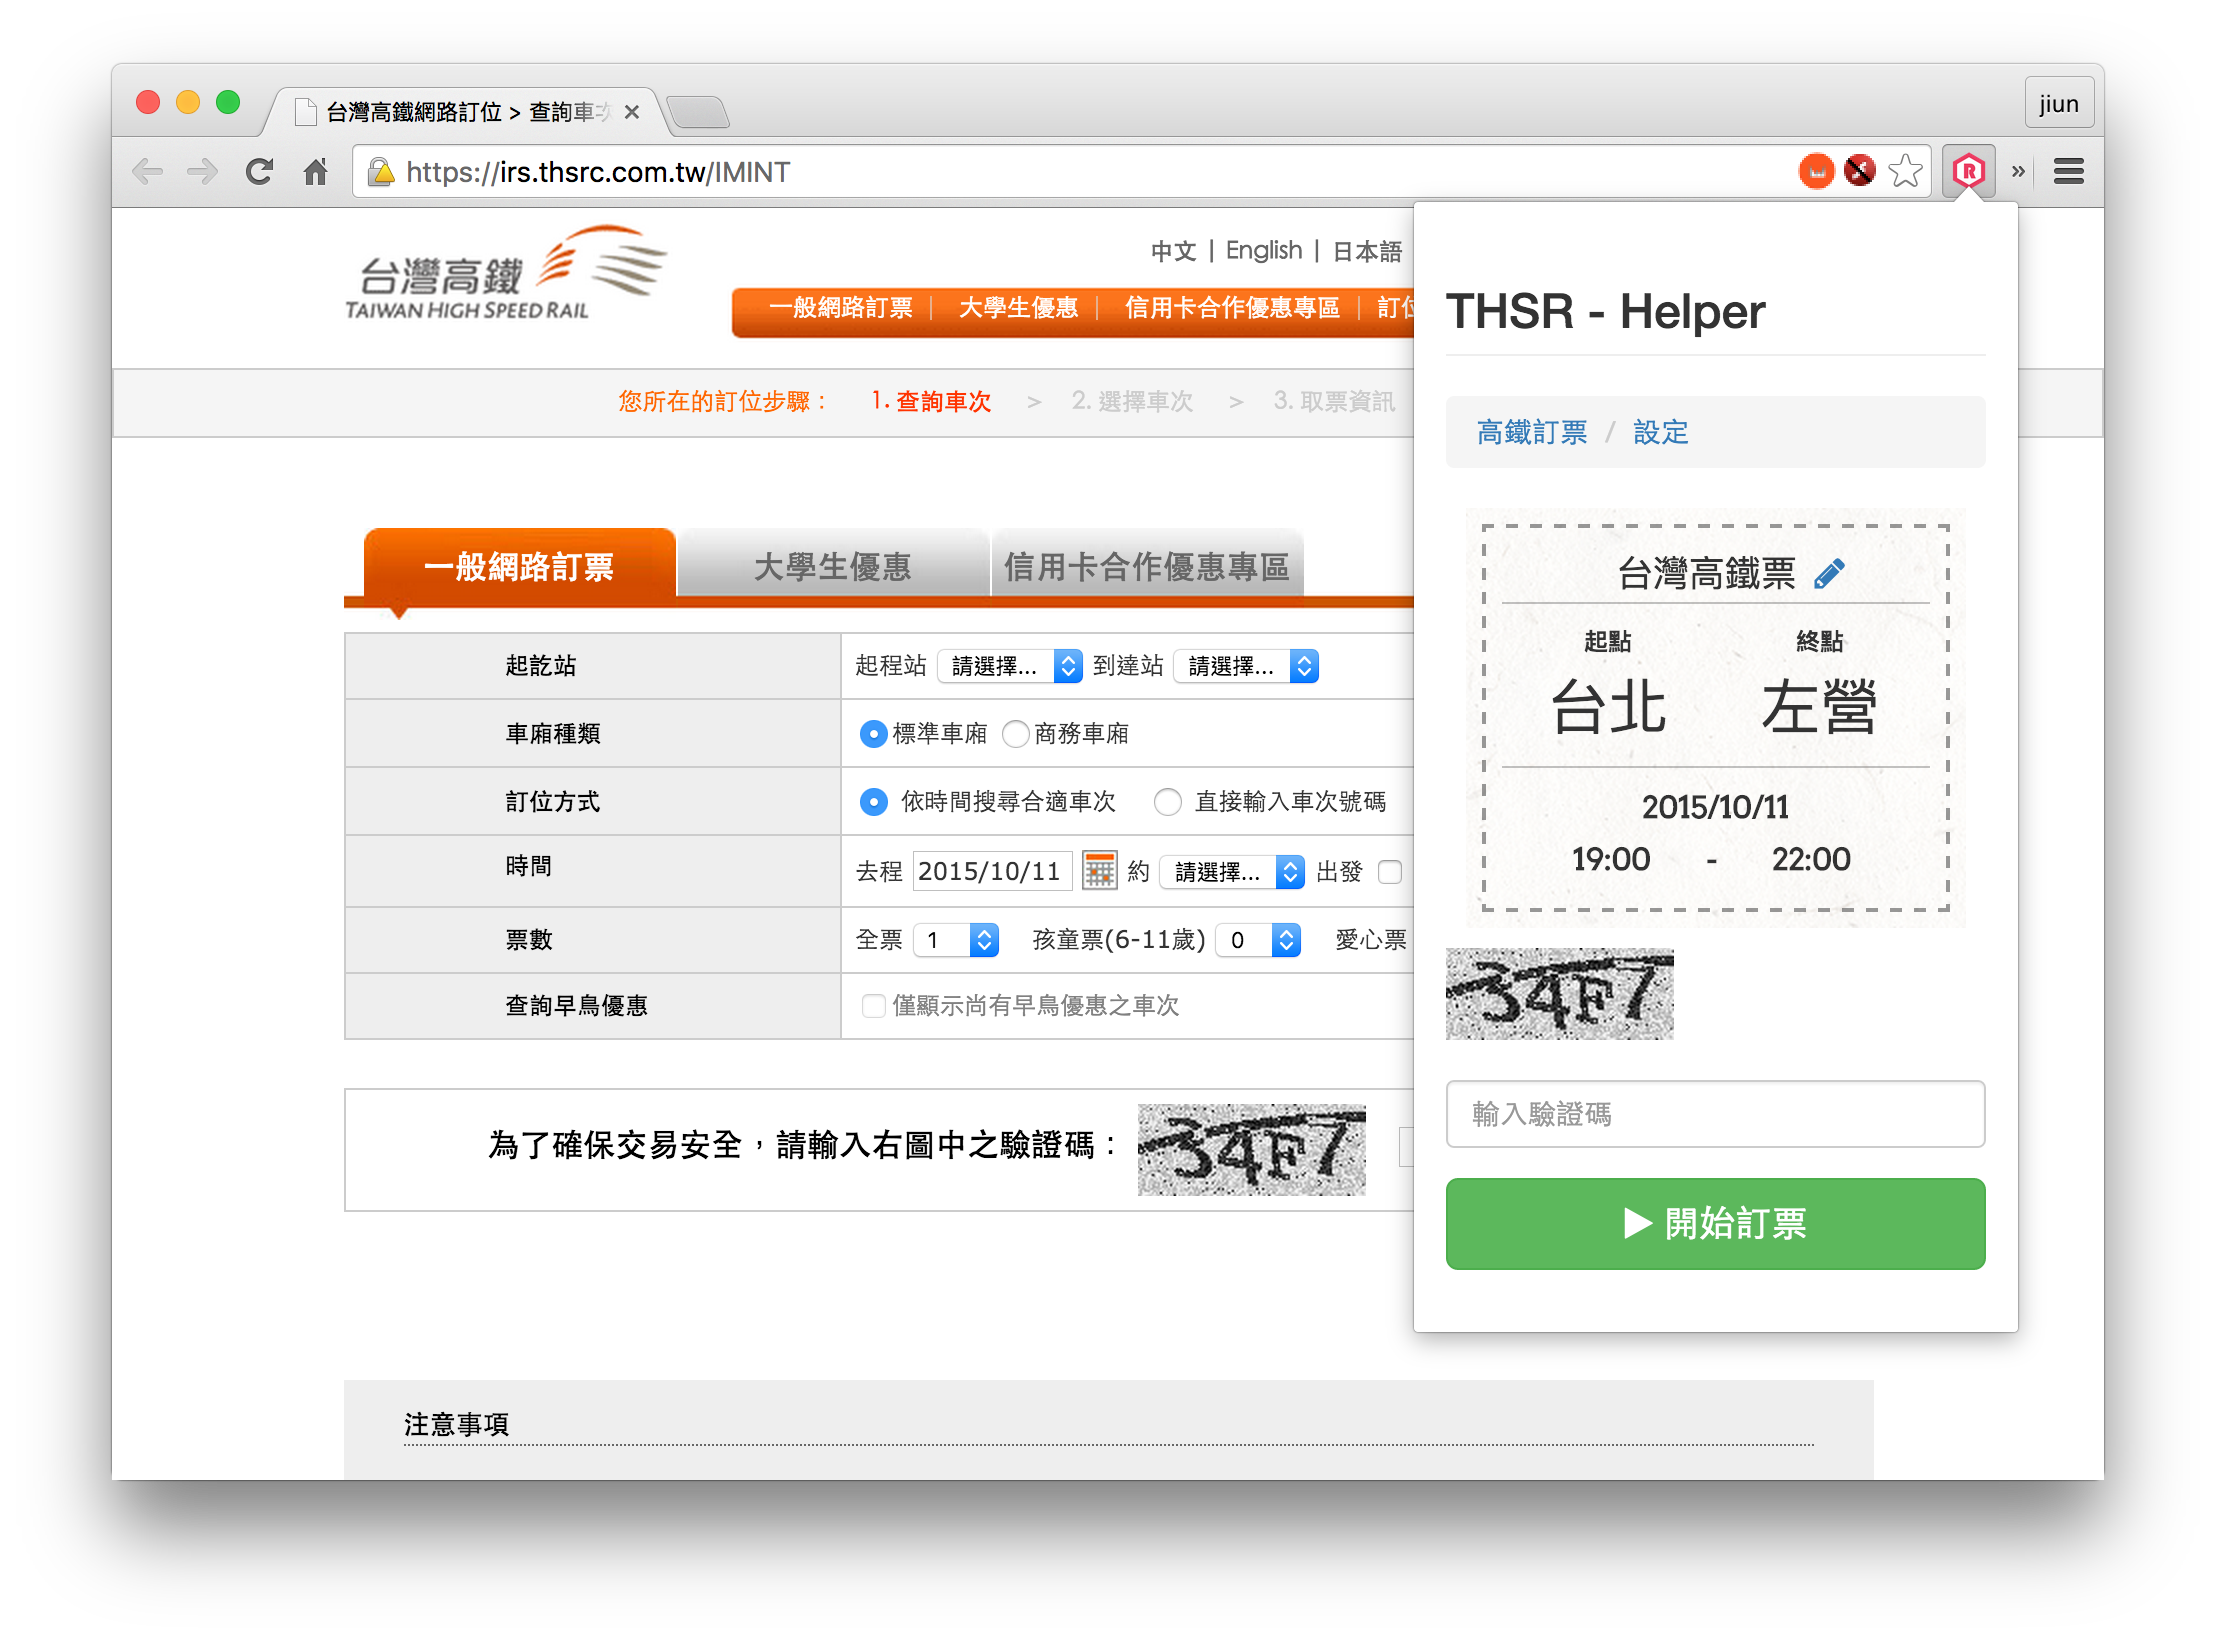 台灣高鐵網路訂位 > 查詢車次
jiun
https://irs.thsrc.com.tw/IMINT
台灣高鐵
TAIWAN HIGH SPEED RAIL
中文 | English | 日本語
一般網路訂票 | 大學生優惠 | 信用卡合作優惠專區 | 訂位
您所在的訂位步驟： 1. 查詢車次 > 2. 選擇車次 > 3. 取票資訊
一般網路訂票 大學生優惠 信用卡合作優惠專區
起訖站 起程站 請選擇... 到達站 請選擇...
車廂種類 標準車廂 商務車廂
訂位方式 依時間搜尋合適車次 直接輸入車次號碼
時間 去程 2015/10/11 約 請選擇... 出發
票數 全票 1 孩童票(6-11歲) 0 愛心票
查詢早鳥優惠 僅顯示尚有早鳥優惠之車次
為了確保交易安全，請輸入右圖中之驗證碼： 34F7
注意事項
THSR - Helper
高鐵訂票 / 設定
台灣高鐵票
起點 終點
台北 左營
2015/10/11
19:00 - 22:00
34F7
輸入驗證碼
開始訂票